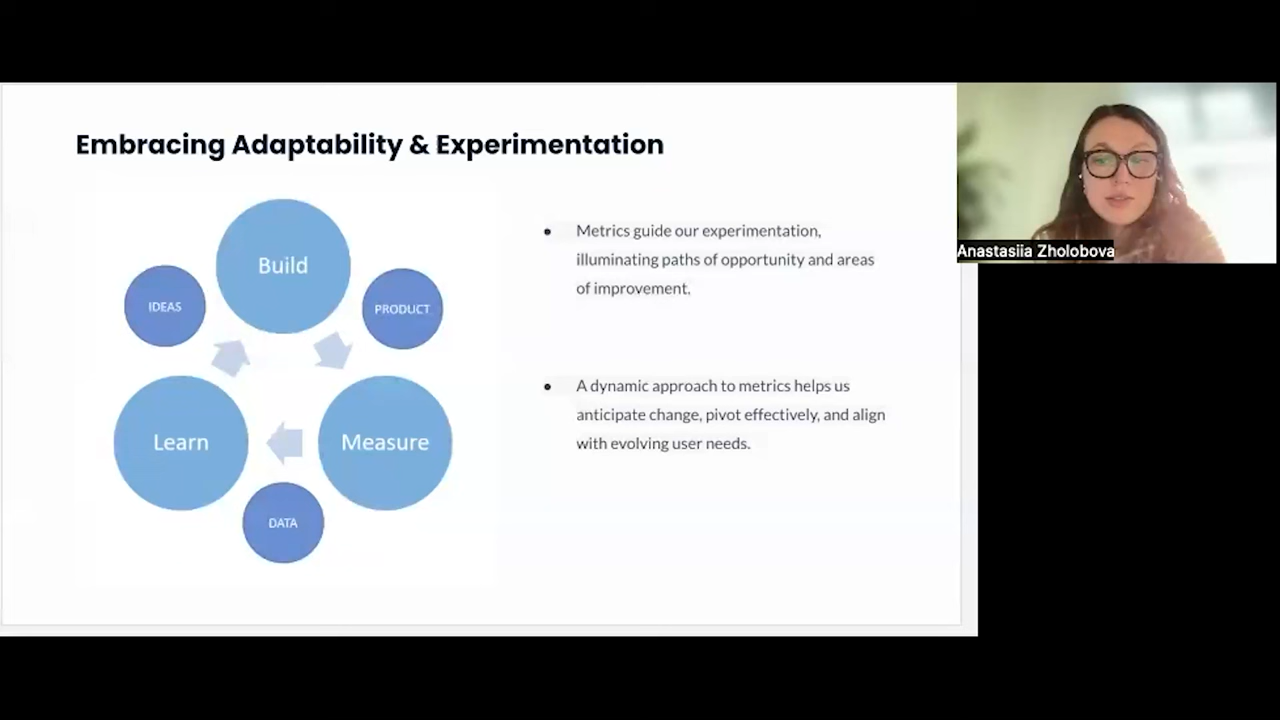 Embracing Adaptability & Experimentation
Build
IDEAS
PRODUCT
Learn
Measure
DATA
Metrics guide our experimentation,
illuminating paths of opportunity and areas
of improvement.
A dynamic approach to metrics helps us
anticipate change, pivot effectively, and align
with evolving user needs.
Anastasiia Zholobova